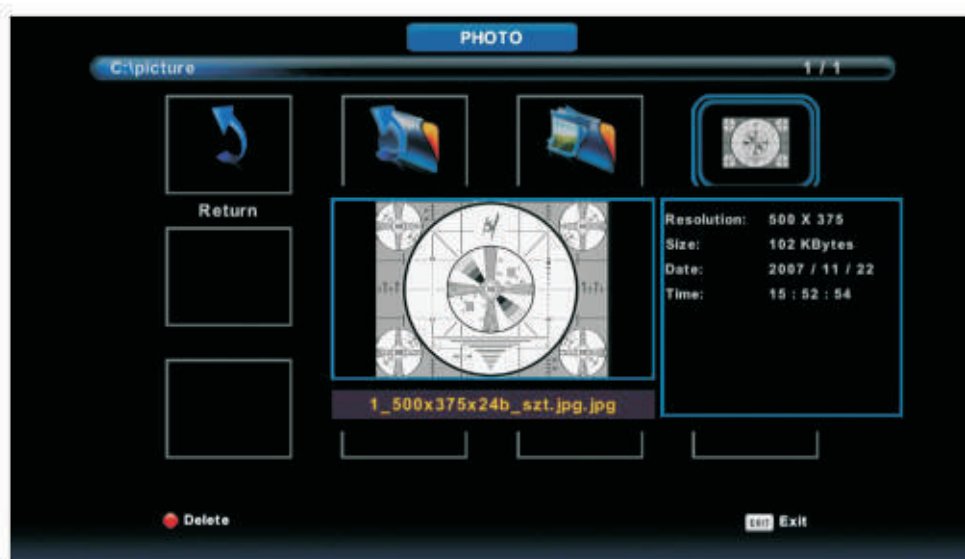 PHOTO
C:\picture
1 / 1
Return
Resolution: 500 X 375
Size: 102 KBytes
Date: 2007 / 11 / 22
Time: 15 : 52 : 54
1_500x375x24b_szt.jpg.jpg
Delete
EXIT Exit